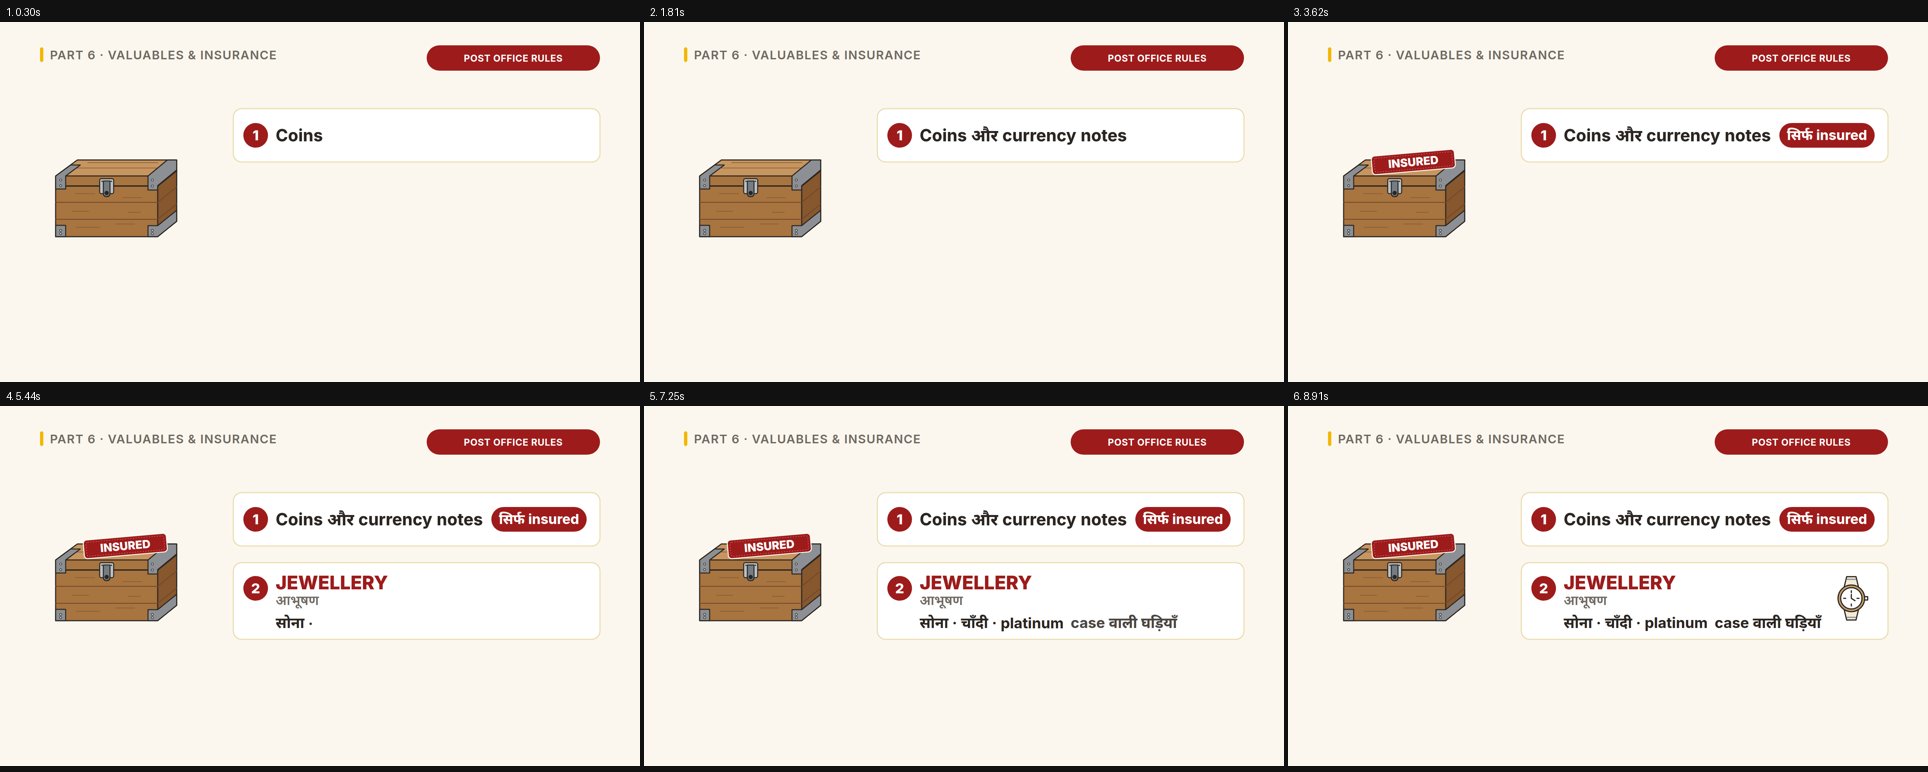 1. 0.30s
PART 6 · VALUABLES & INSURANCE
POST OFFICE RULES
1 Coins
2. 1.81s
PART 6 · VALUABLES & INSURANCE
POST OFFICE RULES
1 Coins और currency notes
3. 3.62s
PART 6 · VALUABLES & INSURANCE
POST OFFICE RULES
1 Coins और currency notes सिर्फ insured
INSURED
4. 5.44s
PART 6 · VALUABLES & INSURANCE
POST OFFICE RULES
1 Coins और currency notes सिर्फ insured
INSURED
2 JEWELLERY
आभूषण
सोना ·
5. 7.25s
PART 6 · VALUABLES & INSURANCE
POST OFFICE RULES
1 Coins और currency notes सिर्फ insured
INSURED
2 JEWELLERY
आभूषण
सोना · चाँदी · platinum case वाली घड़ियाँ
6. 8.91s
PART 6 · VALUABLES & INSURANCE
POST OFFICE RULES
1 Coins और currency notes सिर्फ insured
INSURED
2 JEWELLERY
आभूषण
सोना · चाँदी · platinum case वाली घड़ियाँ